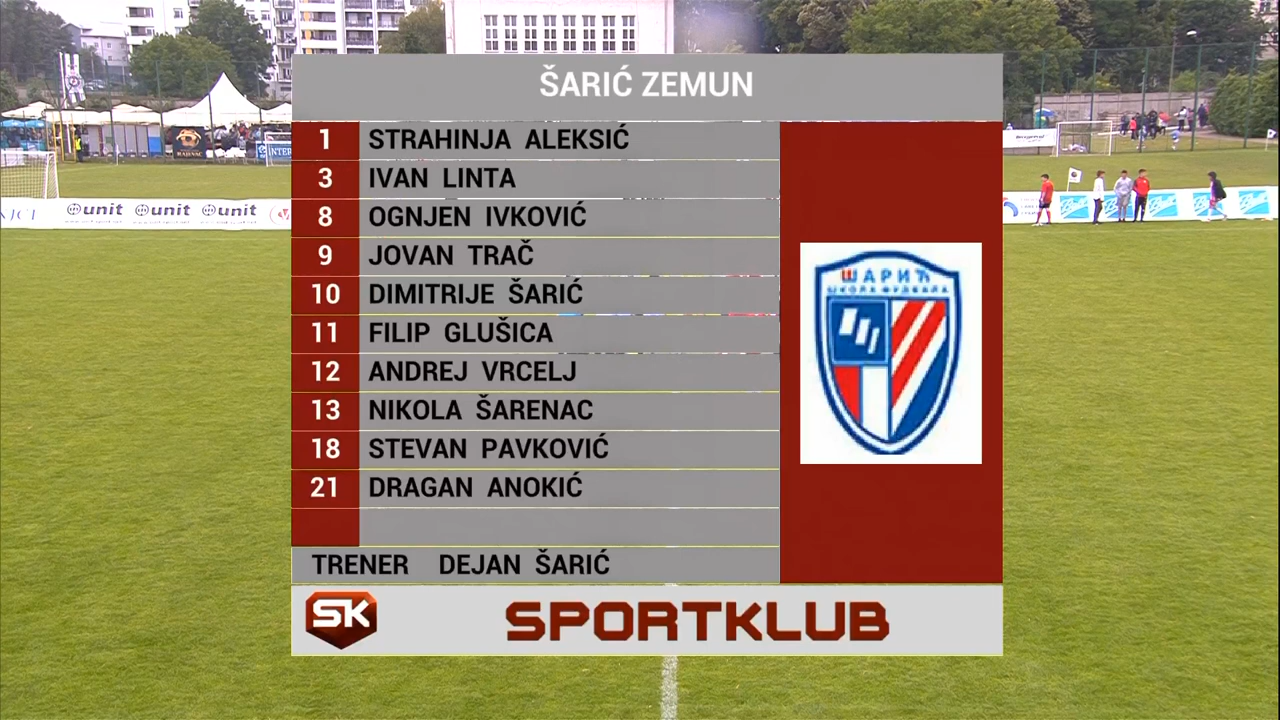 ŠARIĆ ZEMUN
1 STRAHINJA ALEKSIĆ
3 IVAN LINTA
8 OGNJEN IVKOVIĆ
9 JOVAN TRAČ
10 DIMITRIJE ŠARIĆ
11 FILIP GLUŠICA
12 ANDREJ VRCELJ
13 NIKOLA ŠARENAC
18 STEVAN PAVKOVIĆ
21 DRAGAN ANOKIĆ
TRENER DEJAN ŠARIĆ
SK SPORTKLUB
ШАРИЋ
ШКОЛА ФУДБАЛА
unit unit unit